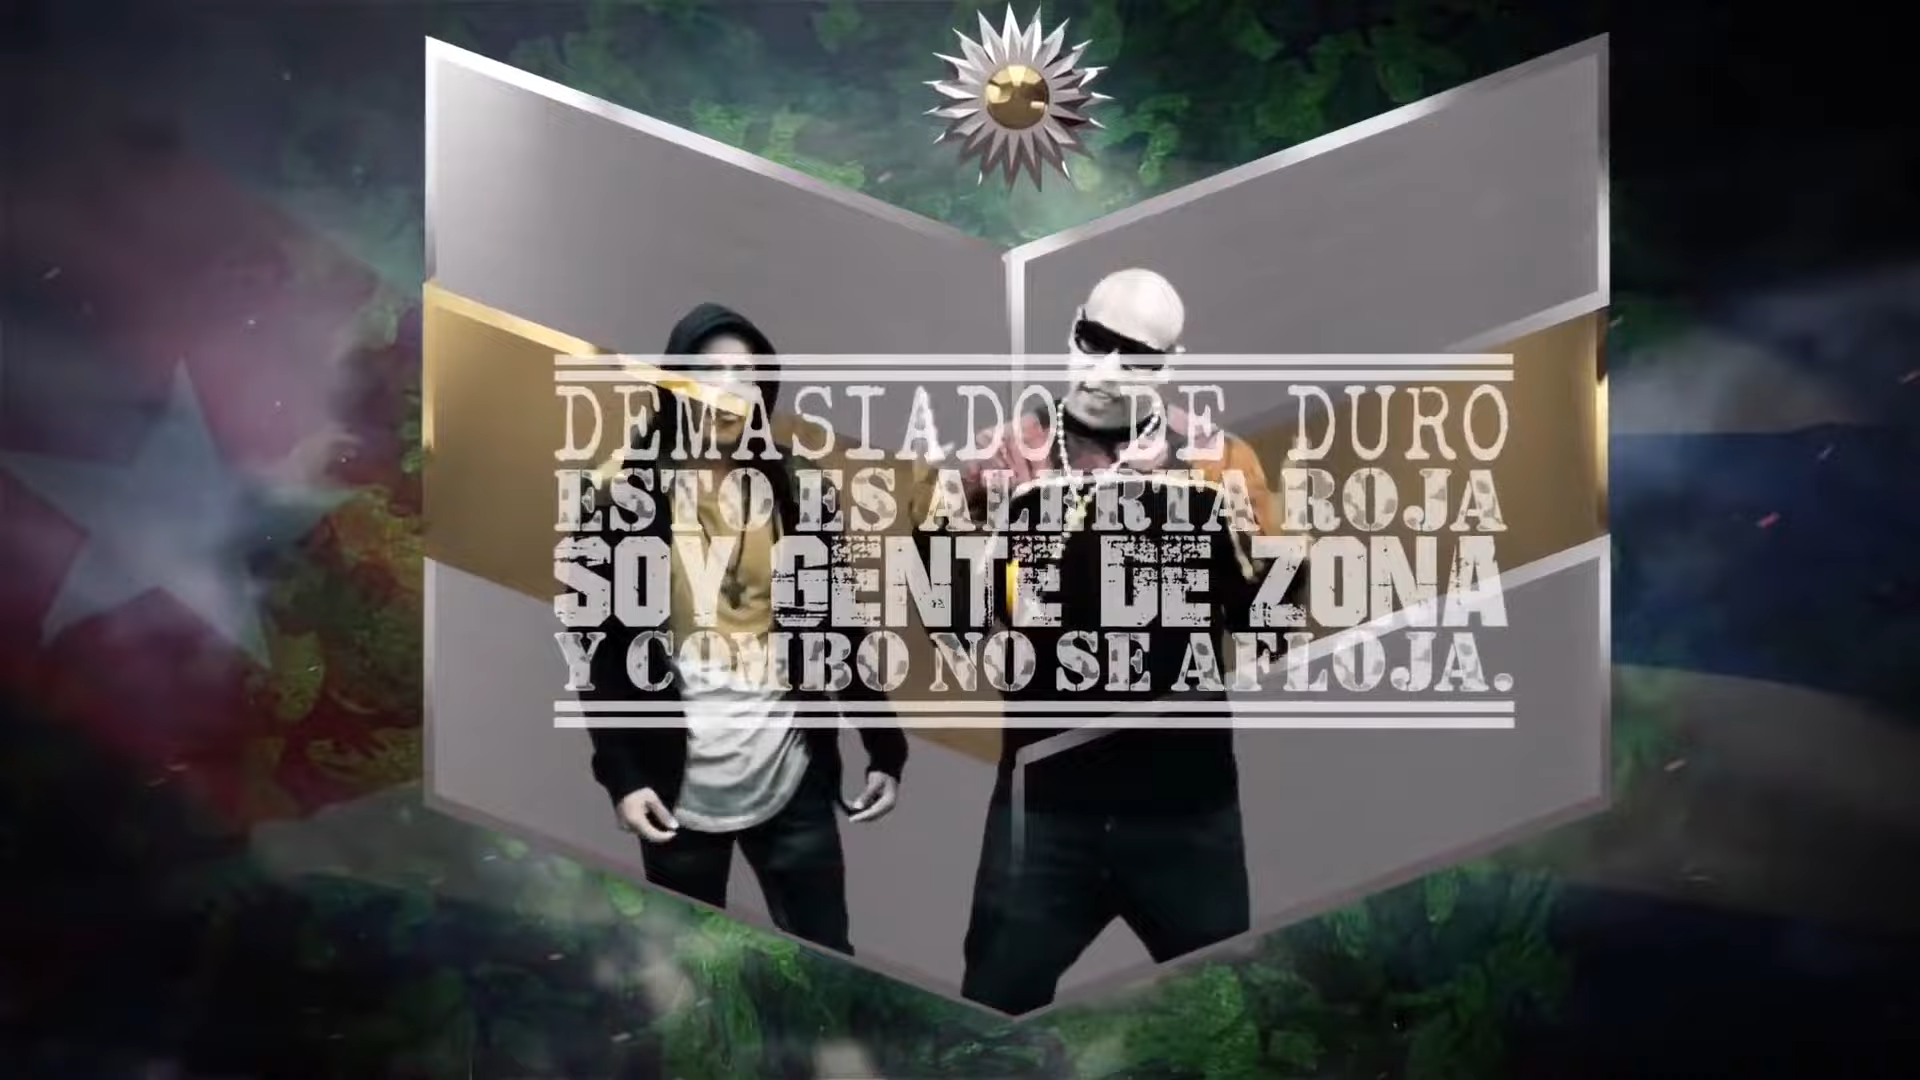 DEMASIADO DE DURO
ESTO ES ALERTA ROJA
SOY GENTE DE ZONA
Y COMBO NO SE AFLOJA.